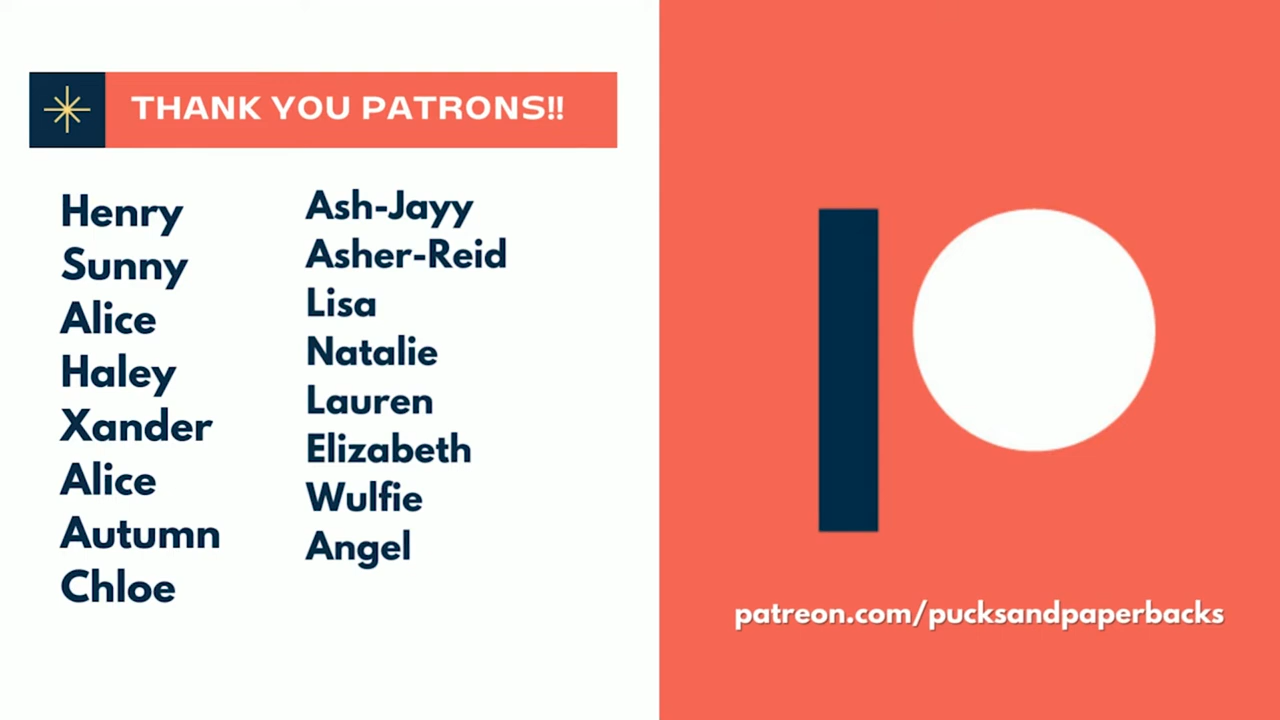 THANK YOU PATRONS!!
Henry
Sunny
Alice
Haley
Xander
Alice
Autumn
Chloe
Ash-Jayy
Asher-Reid
Lisa
Natalie
Lauren
Elizabeth
Wulfie
Angel
patreon.com/pucksandpaperbacks